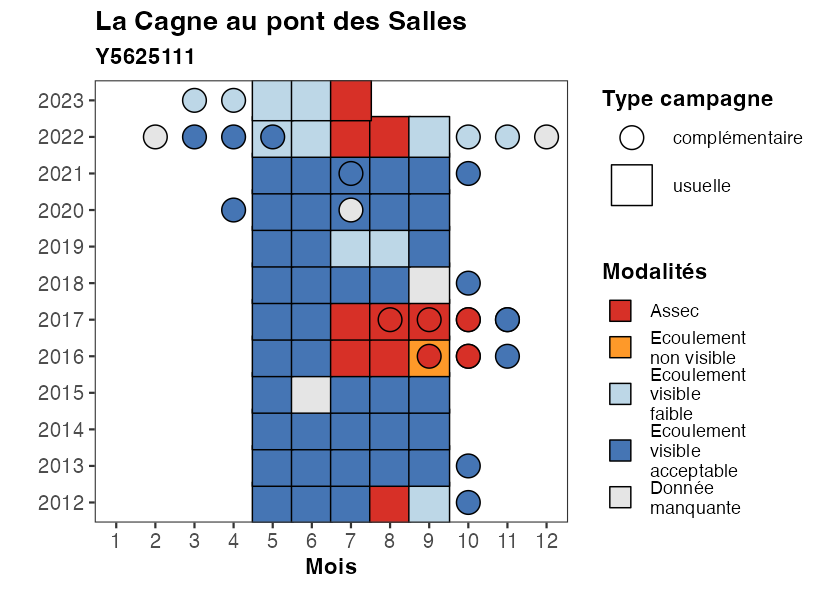 La Cagne au pont des Salles
Y5625111
2023
2022
2021
2020
2019
2018
2017
2016
2015
2014
2013
2012
1 2 3 4 5 6 7 8 9 10 11 12
Mois
Type campagne
complémentaire
usuelle
Modalités
Assec
Ecoulement
non visible
Ecoulement
visible
faible
Ecoulement
visible
acceptable
Donnée
manquante